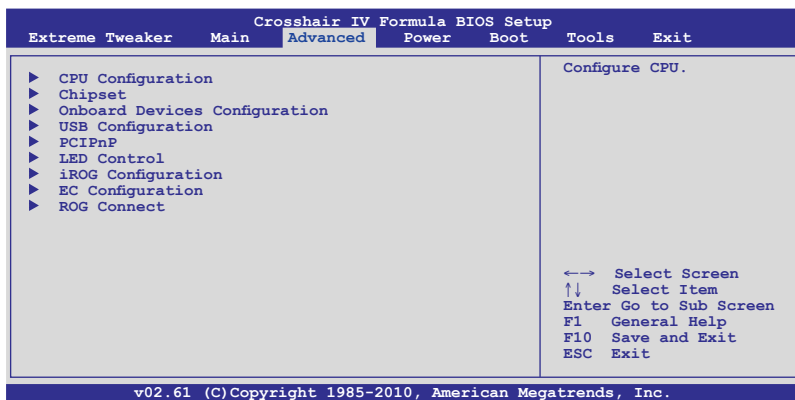 Crosshair IV Formula BIOS Setup
Extreme Tweaker Main Advanced Power Boot Tools Exit
▶ CPU Configuration
▶ Chipset
▶ Onboard Devices Configuration
▶ USB Configuration
▶ PCIPnP
▶ LED Control
▶ iROG Configuration
▶ EC Configuration
▶ ROG Connect
Configure CPU.
←→ Select Screen
↑↓ Select Item
Enter Go to Sub Screen
F1 General Help
F10 Save and Exit
ESC Exit
v02.61 (C)Copyright 1985-2010, American Megatrends, Inc.